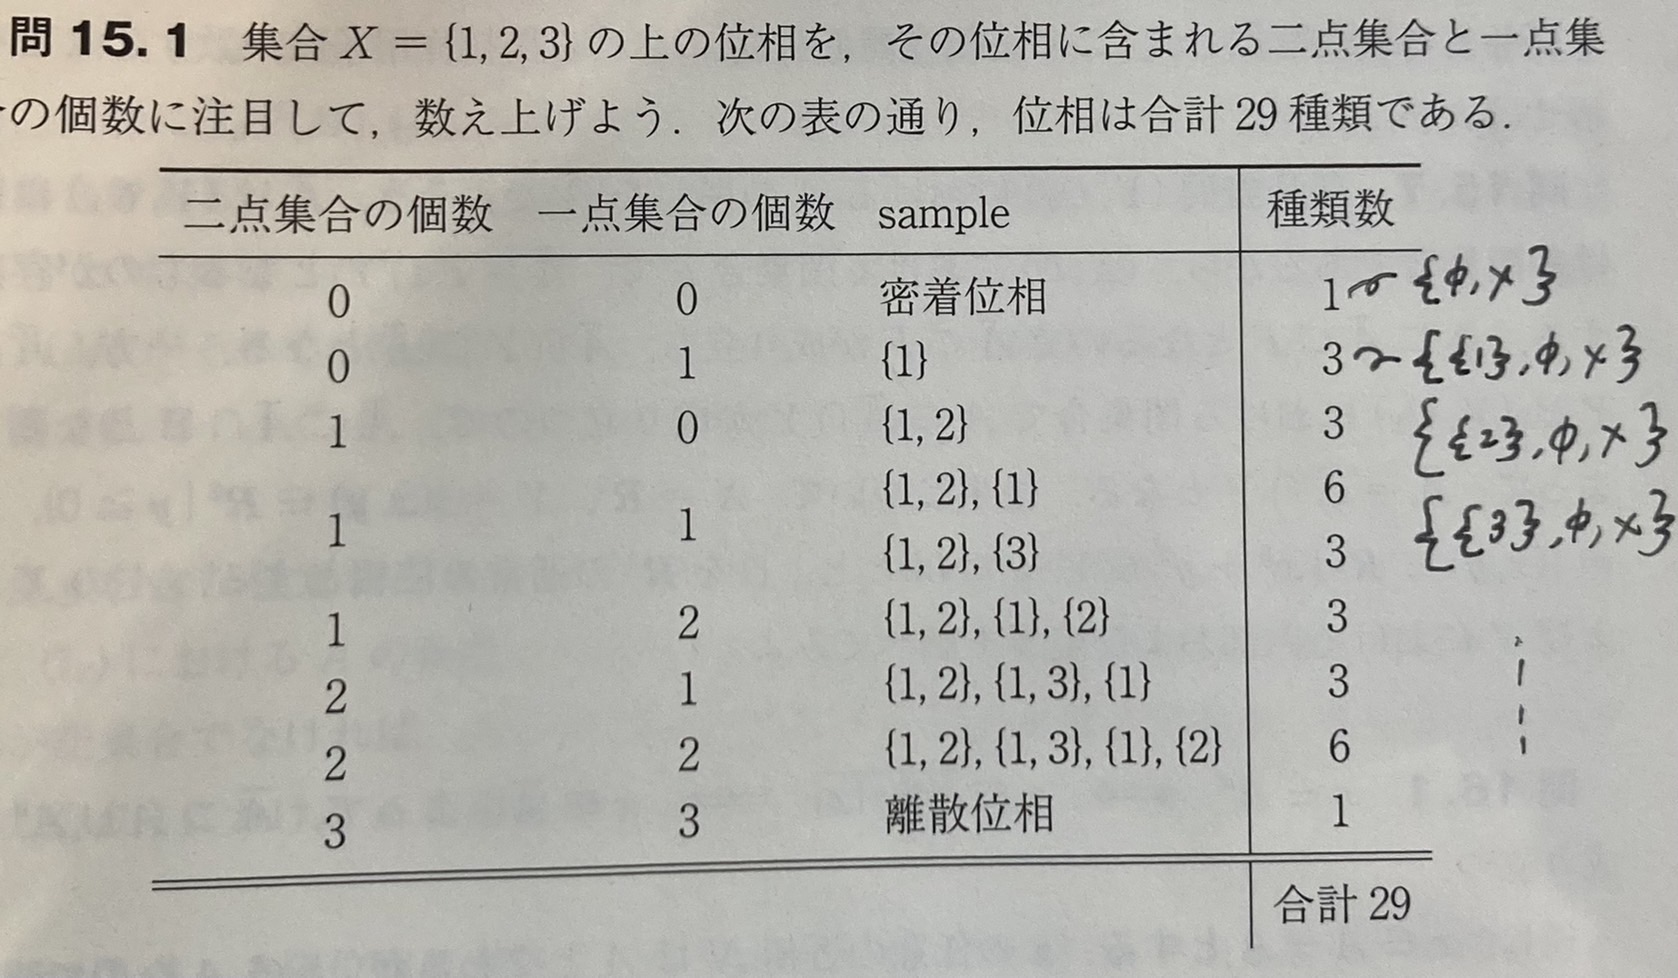 問 15.1 集合 X = {1, 2, 3} の上の位相を，その位相に含まれる二点集合と一点集
の個数に注目して，数え上げよう．次の表の通り，位相は合計 29 種類である．
二点集合の個数 一点集合の個数 sample 種類数
0 0 密着位相 1 {φ, X}
0 1 {1} 3 {{1}, φ, X}
1 0 {1, 2} 3 {{2}, φ, X}
{1, 2}, {1} 6
1 1 {{3}, φ, X}
{1, 2}, {3} 3
1 2 {1, 2}, {1}, {2} 3
2 1 {1, 2}, {1, 3}, {1} 3
2 2 {1, 2}, {1, 3}, {1}, {2} 6
3 3 離散位相 1
合計 29